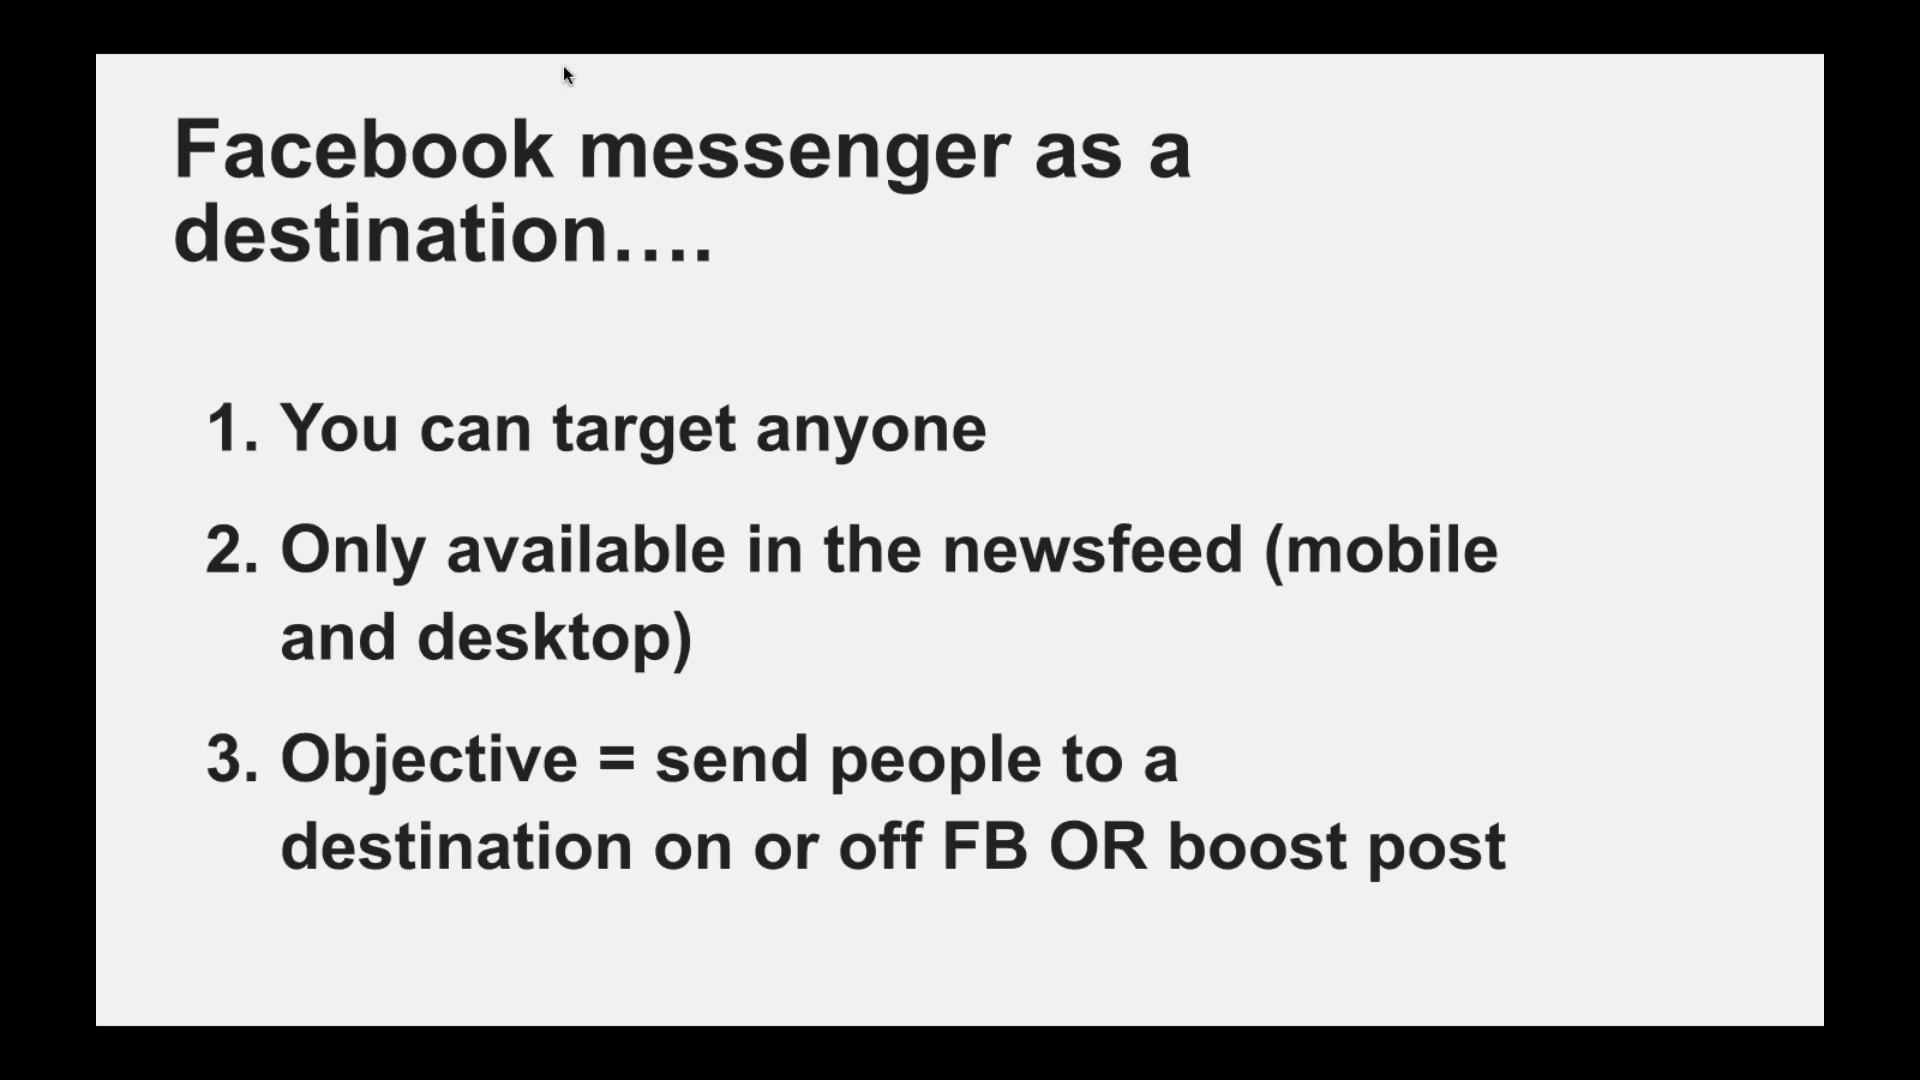 Facebook messenger as a
destination….
1. You can target anyone
2. Only available in the newsfeed (mobile
and desktop)
3. Objective = send people to a
destination on or off FB OR boost post